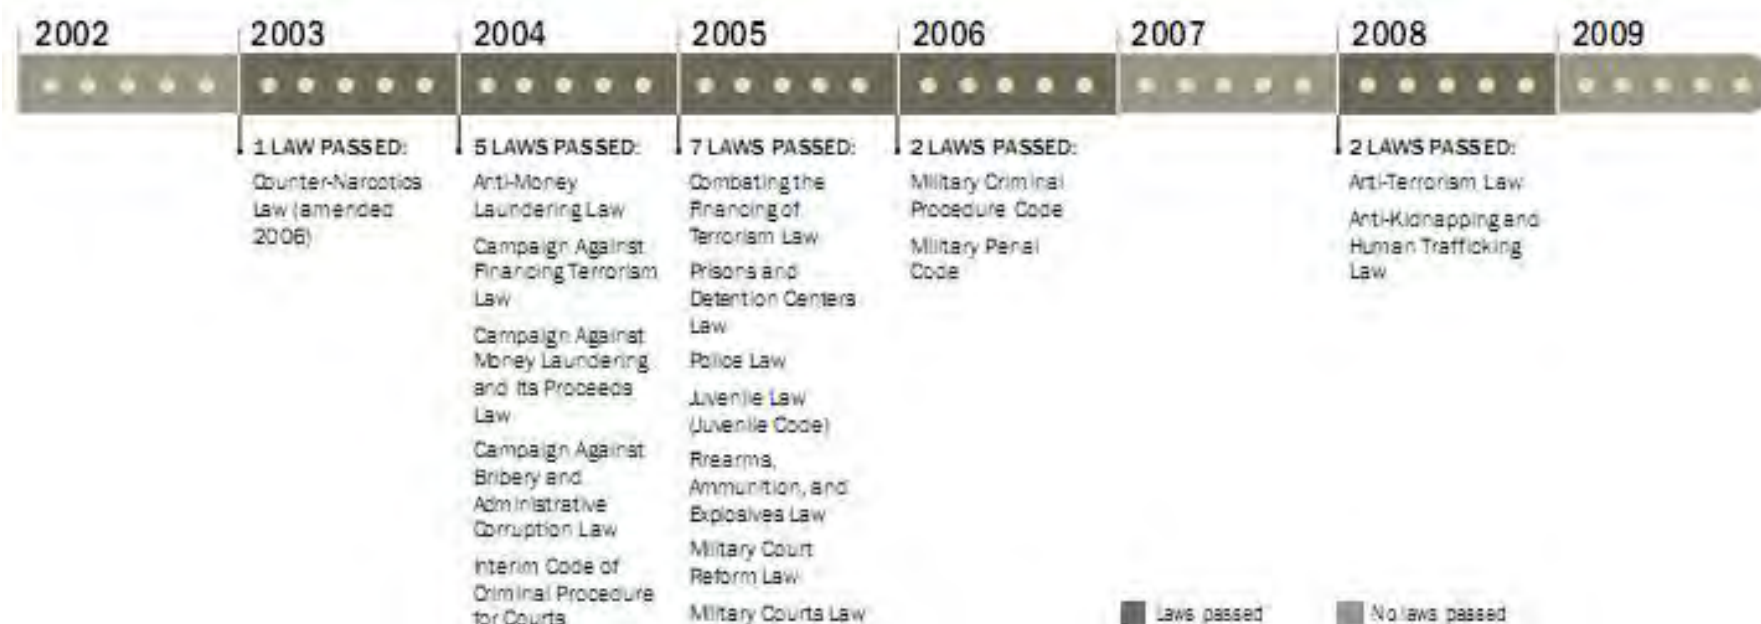 2002 2003 2004 2005 2006 2007 2008 2009
1 LAW PASSED:
Counter-Narcotics
Law (amended
2006)
5 LAWS PASSED:
Anti-Money
Laundering Law
Campaign Against
Financing Terrorism
Law
Campaign Against
Money Laundering
and Its Proceeds
Law
Campaign Against
Bribery and
Administrative
Corruption Law
Interim Code of
Criminal Procedure
for Courts
7 LAWS PASSED:
Combating the
Financing of
Terrorism Law
Prisons and
Detention Centers
Law
Police Law
Juvenile Law
(Juvenile Code)
Firearms,
Ammunition, and
Explosives Law
Military Court
Reform Law
Military Courts Law
2 LAWS PASSED:
Military Criminal
Procedure Code
Military Penal
Code
2 LAWS PASSED:
Anti-Terrorism Law
Anti-Kidnapping and
Human Trafficking
Law
Laws passed
No laws passed